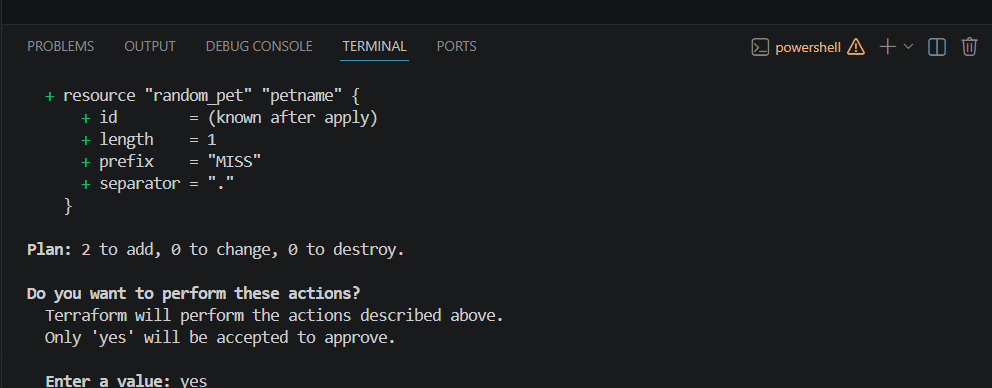 PROBLEMS OUTPUT DEBUG CONSOLE TERMINAL PORTS powershell
+ resource "random_pet" "petname" {
+ id = (known after apply)
+ length = 1
+ prefix = "MISS"
+ separator = "."
}
Plan: 2 to add, 0 to change, 0 to destroy.
Do you want to perform these actions?
Terraform will perform the actions described above.
Only 'yes' will be accepted to approve.
Enter a value: yes